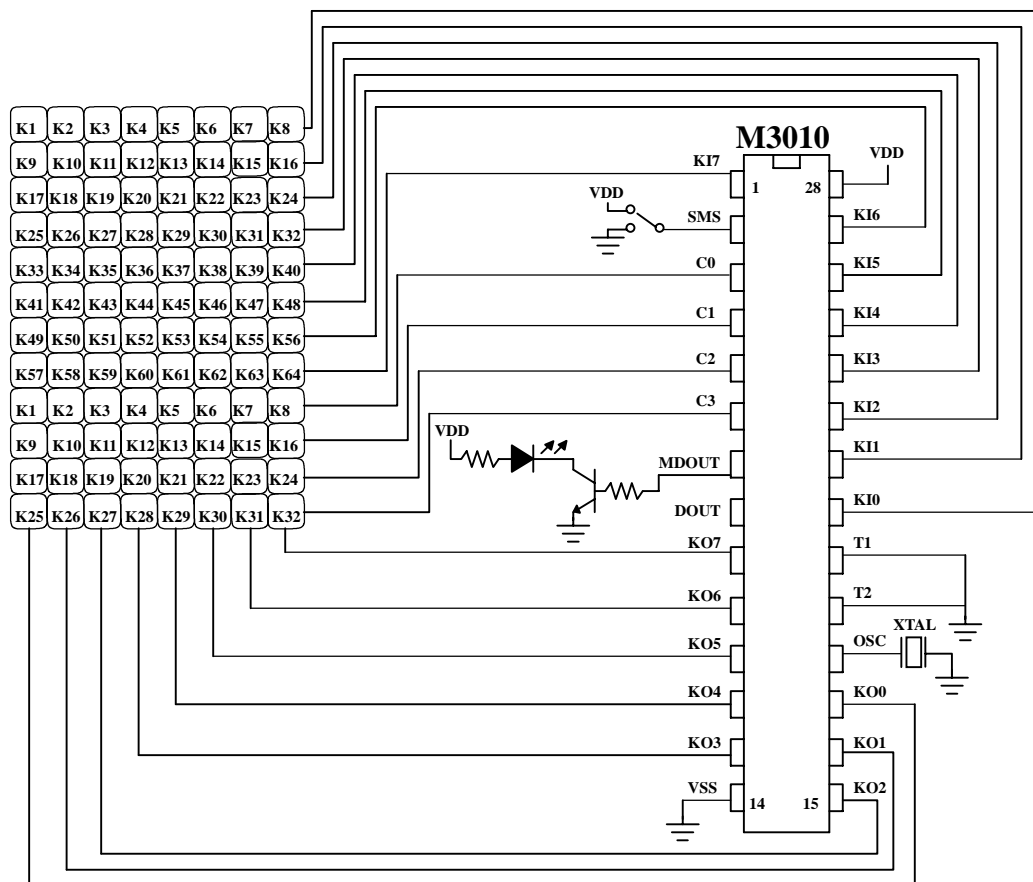 K1 K2 K3 K4 K5 K6 K7 K8
K9 K10 K11 K12 K13 K14 K15 K16
K17 K18 K19 K20 K21 K22 K23 K24
K25 K26 K27 K28 K29 K30 K31 K32
K33 K34 K35 K36 K37 K38 K39 K40
K41 K42 K43 K44 K45 K46 K47 K48
K49 K50 K51 K52 K53 K54 K55 K56
K57 K58 K59 K60 K61 K62 K63 K64
K1 K2 K3 K4 K5 K6 K7 K8
K9 K10 K11 K12 K13 K14 K15 K16
K17 K18 K19 K20 K21 K22 K23 K24
K25 K26 K27 K28 K29 K30 K31 K32
M3010
KI7 1 28 VDD
VDD SMS KI6
C0 KI5
C1 KI4
C2 KI3
C3 KI2
VDD MDOUT KI1
DOUT KI0
KO7 T1
KO6 T2
KO5 OSC XTAL
KO4 KO0
KO3 KO1
VSS 14 15 KO2